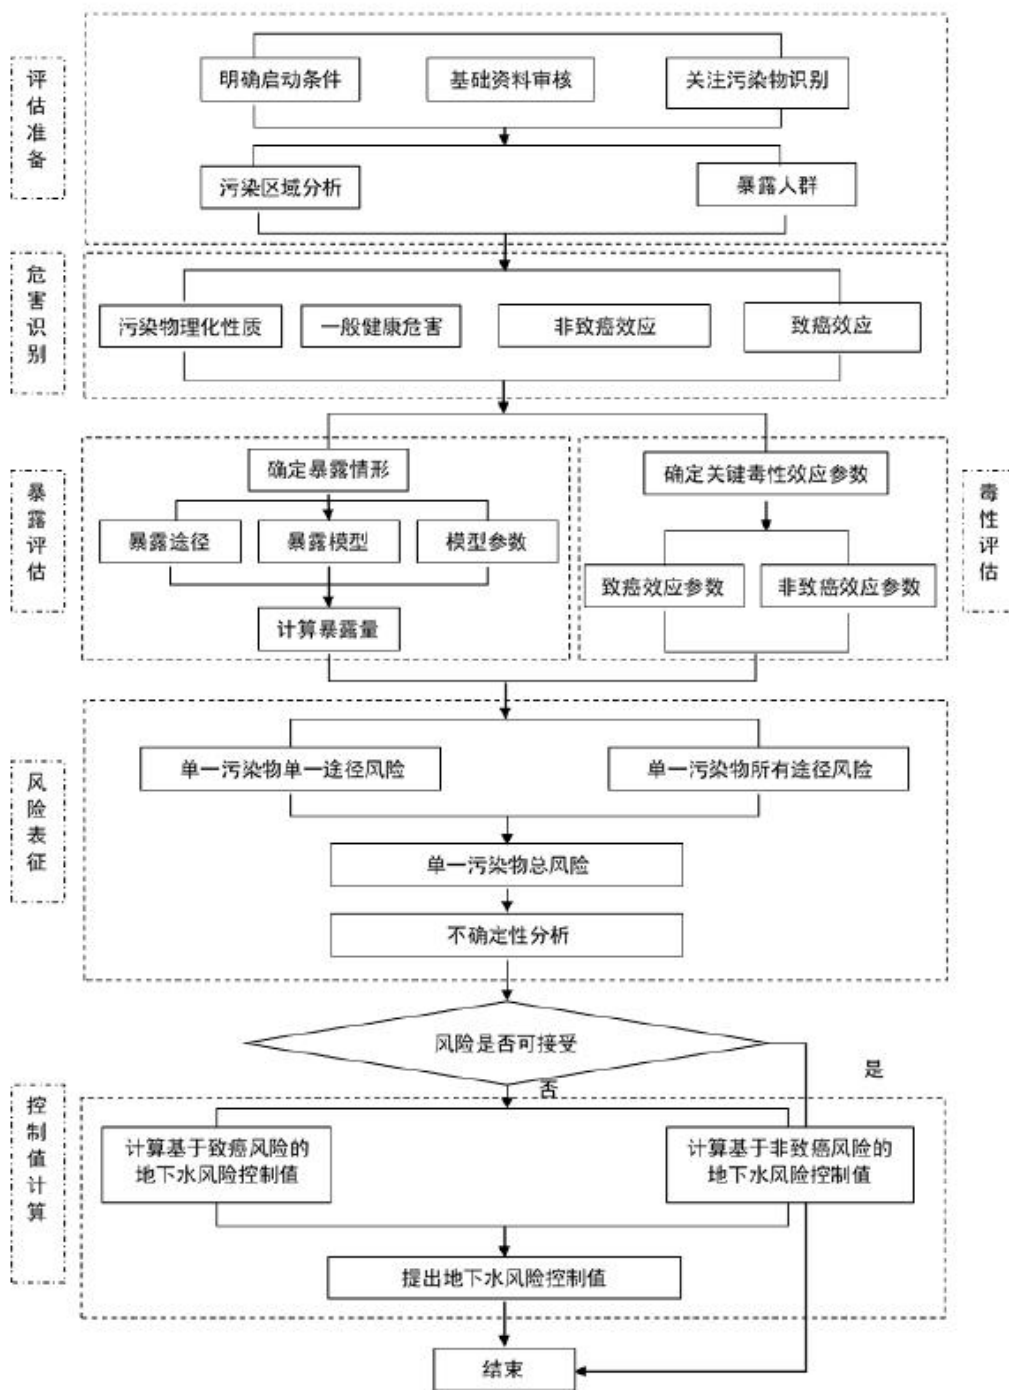 评估准备
明确启动条件
基础资料审核
关注污染物识别
污染区域分析
暴露人群
危害识别
污染物理化性质
一般健康危害
非致癌效应
致癌效应
暴露评估
确定暴露情形
暴露途径
暴露模型
模型参数
计算暴露量
毒性评估
确定关键毒性效应参数
致癌效应参数
非致癌效应参数
风险表征
单一污染物单一途径风险
单一污染物所有途径风险
单一污染物总风险
不确定性分析
风险是否可接受
是
否
控制值计算
计算基于致癌风险的
地下水风险控制值
计算基于非致癌风险的
地下水风险控制值
提出地下水风险控制值
结束